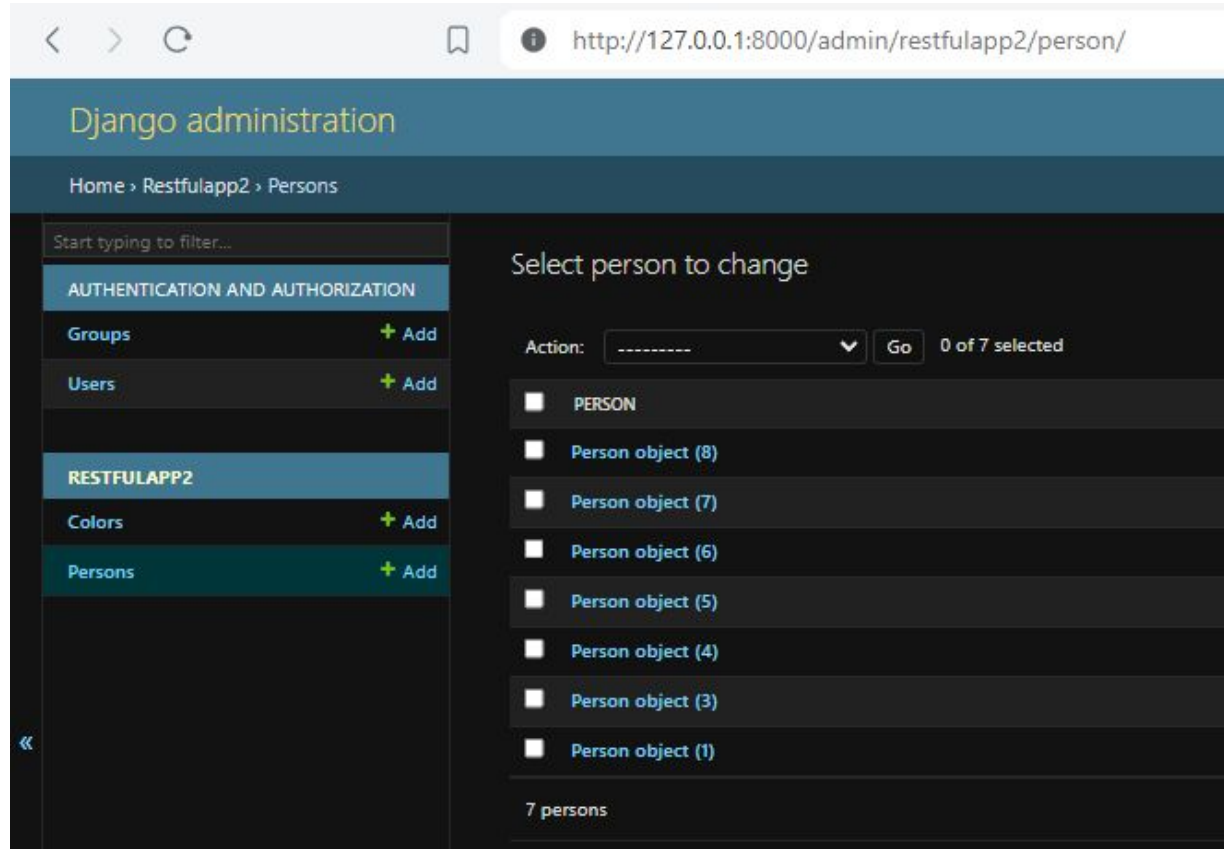 http://127.0.0.1:8000/admin/restfulapp2/person/
Django administration
Home › Restfulapp2 › Persons
Start typing to filter...
AUTHENTICATION AND AUTHORIZATION
Groups + Add
Users + Add
RESTFULAPP2
Colors + Add
Persons + Add
«
Select person to change
Action: --------- Go 0 of 7 selected
PERSON
Person object (8)
Person object (7)
Person object (6)
Person object (5)
Person object (4)
Person object (3)
Person object (1)
7 persons